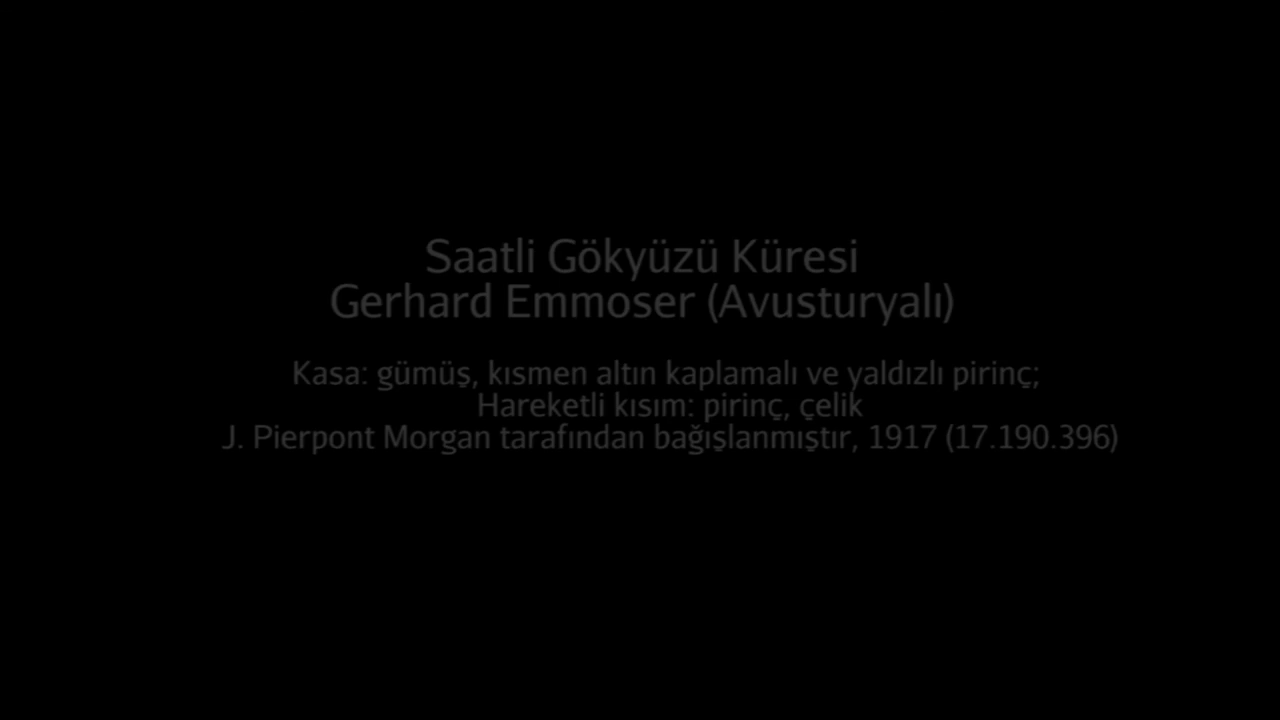 Saatli Gökyüzü Küresi
Gerhard Emmoser (Avusturyalı)
Kasa: gümüş, kısmen altın kaplamalı ve yaldızlı pirinç;
Hareketli kısım: pirinç, çelik
J. Pierpont Morgan tarafından bağışlanmıştır, 1917 (17.190.396)